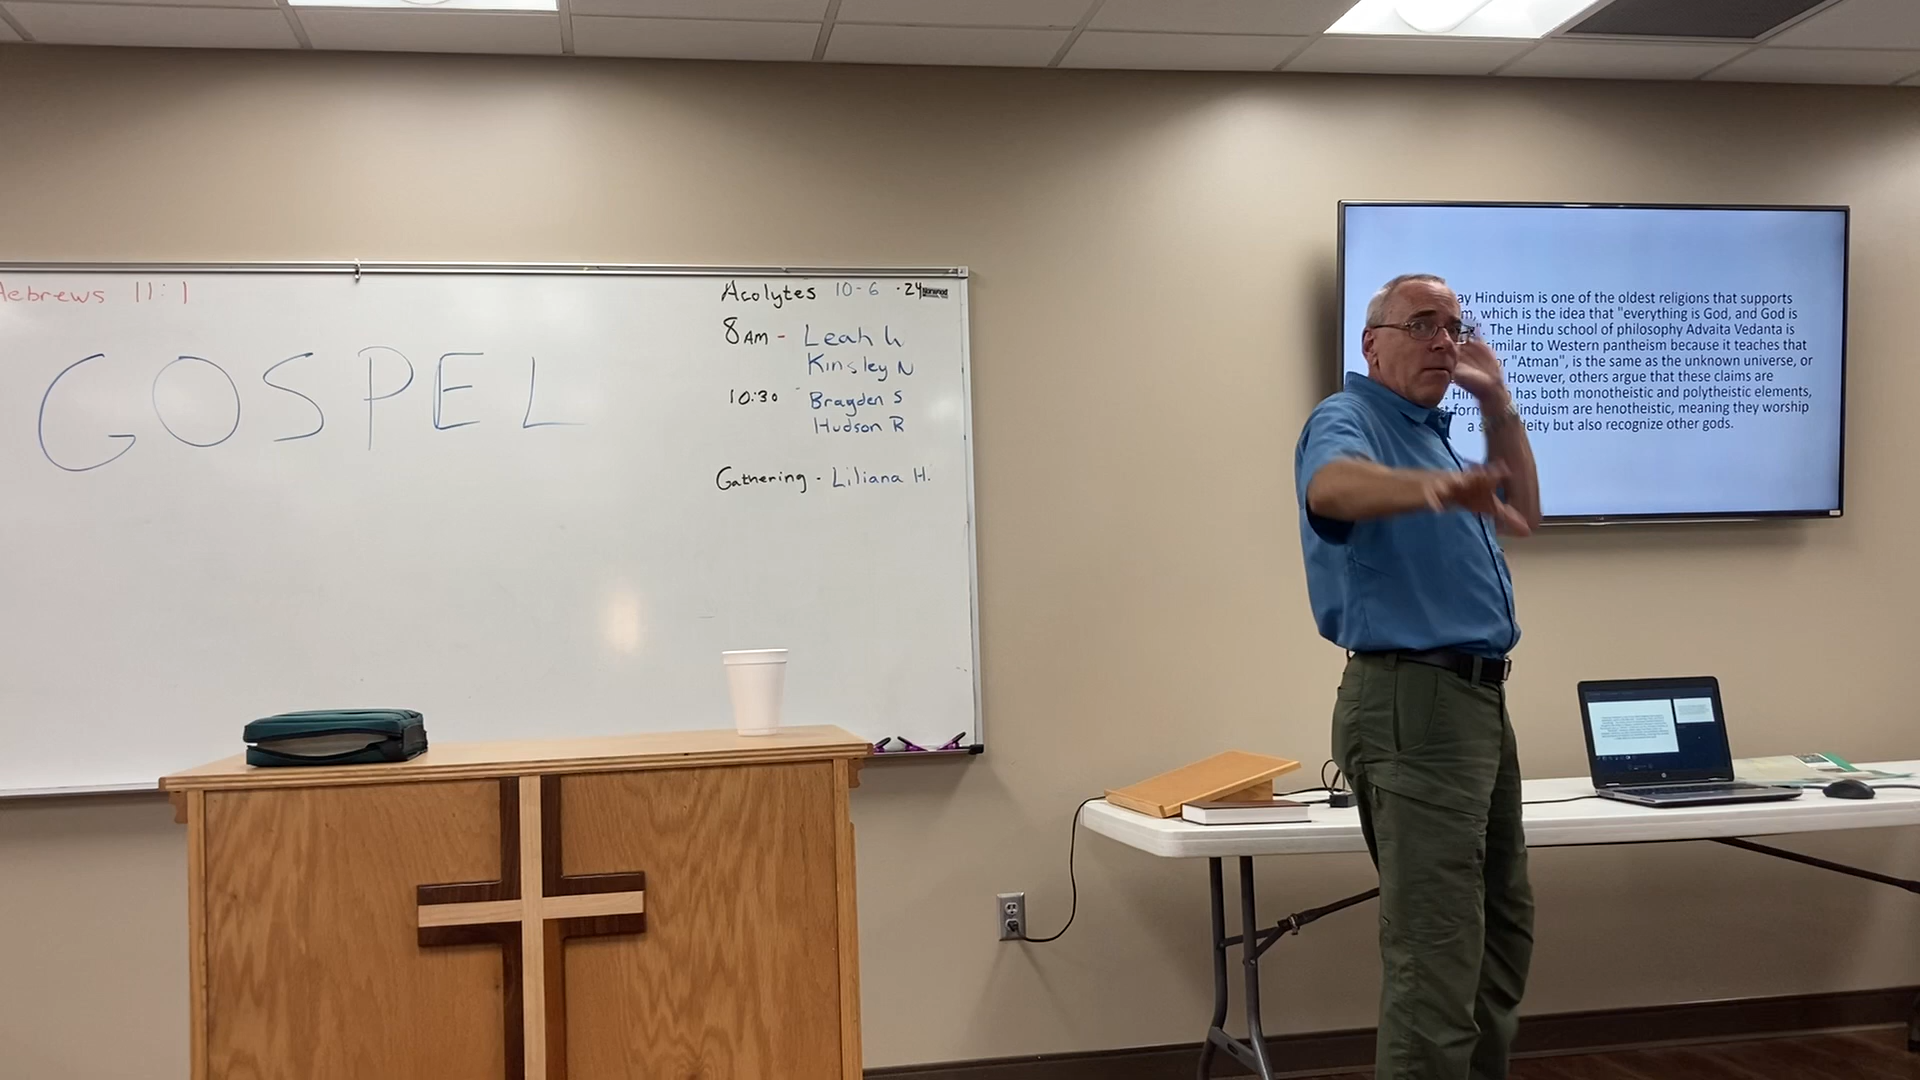 Hebrews 11:1
GOSPEL
Acolytes 10-6 -24
8AM - Leah W
Kinsley N
10:30 Brayden S
Hudson R
Gathering - Liliana H.
ay Hinduism is one of the oldest religions that supports
m, which is the idea that "everything is God, and God is
". The Hindu school of philosophy Advaita Vedanta is
similar to Western pantheism because it teaches that
or "Atman", is the same as the unknown universe, or
However, others argue that these claims are
. Hin has both monotheistic and polytheistic elements,
t form Hinduism are henotheistic, meaning they worship
a s deity but also recognize other gods.